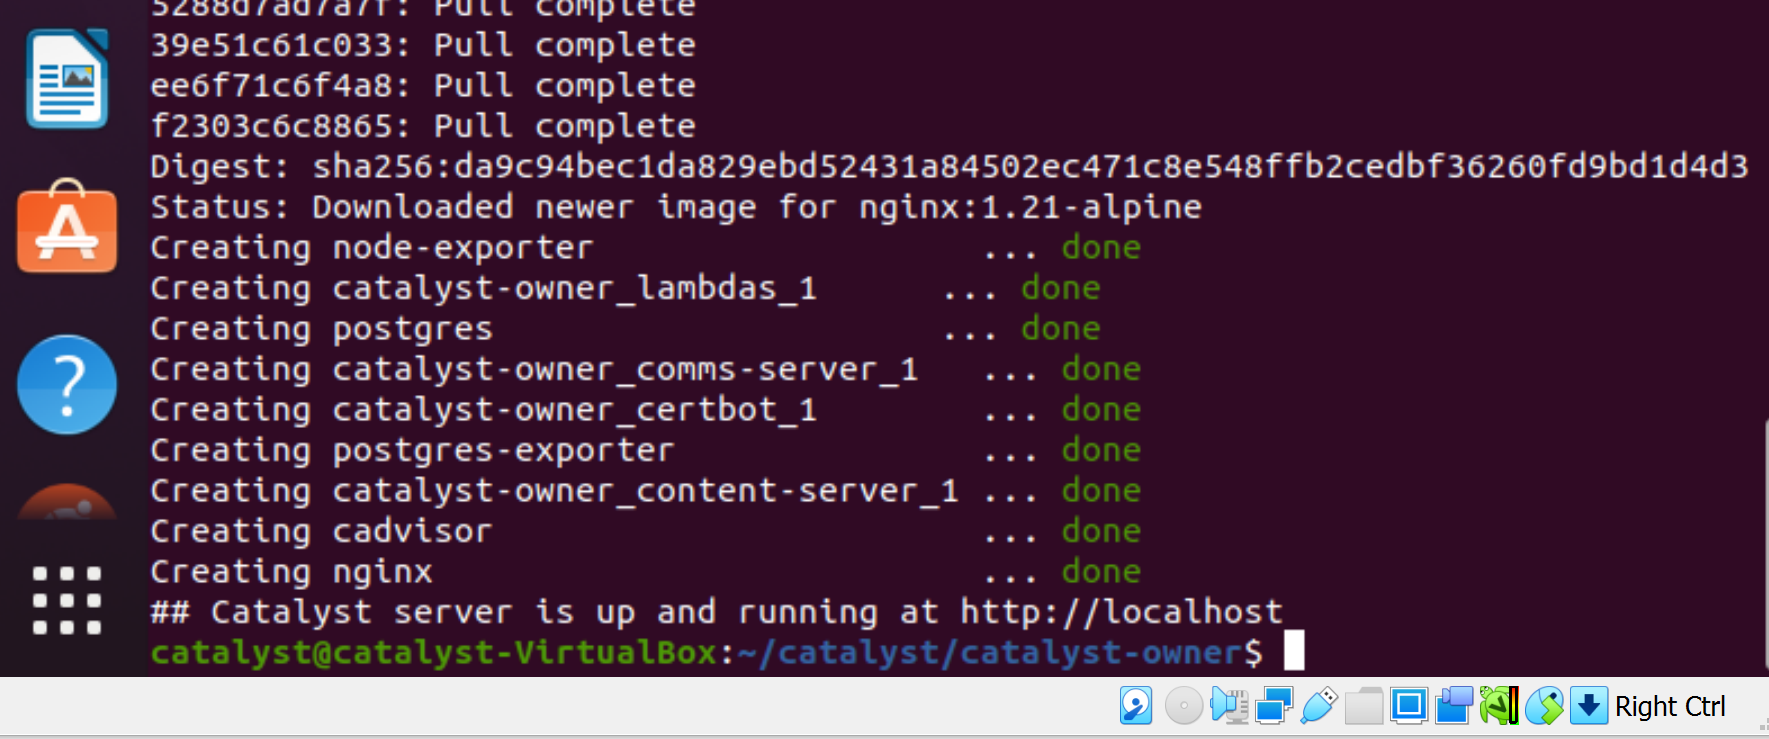 5288d7ad7a7f: Pull complete
39e51c61c033: Pull complete
ee6f71c6f4a8: Pull complete
f2303c6c8865: Pull complete
Digest: sha256:da9c94bec1da829ebd52431a84502ec471c8e548ffb2cedbf36260fd9bd1d4d3
Status: Downloaded newer image for nginx:1.21-alpine
Creating node-exporter ... done
Creating catalyst-owner_lambdas_1 ... done
Creating postgres ... done
Creating catalyst-owner_comms-server_1 ... done
Creating catalyst-owner_certbot_1 ... done
Creating postgres-exporter ... done
Creating catalyst-owner_content-server_1 ... done
Creating cadvisor ... done
Creating nginx ... done
## Catalyst server is up and running at http://localhost
catalyst@catalyst-VirtualBox:~/catalyst/catalyst-owner$
Right Ctrl